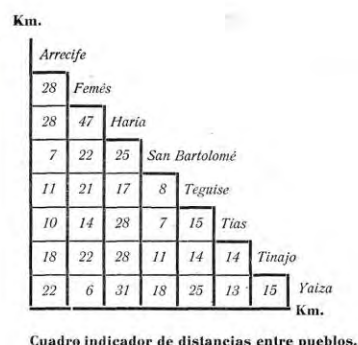 Km.
Arrecife
28 Femés
28 47 Haría
7 22 25 San Bartolomé
11 21 17 8 Teguise
10 14 28 7 15 Tías
18 22 28 11 14 14 Tinajo
22 6 31 18 25 13 15 Yaiza
Km.
Cuadro indicador de distancias entre pueblos.